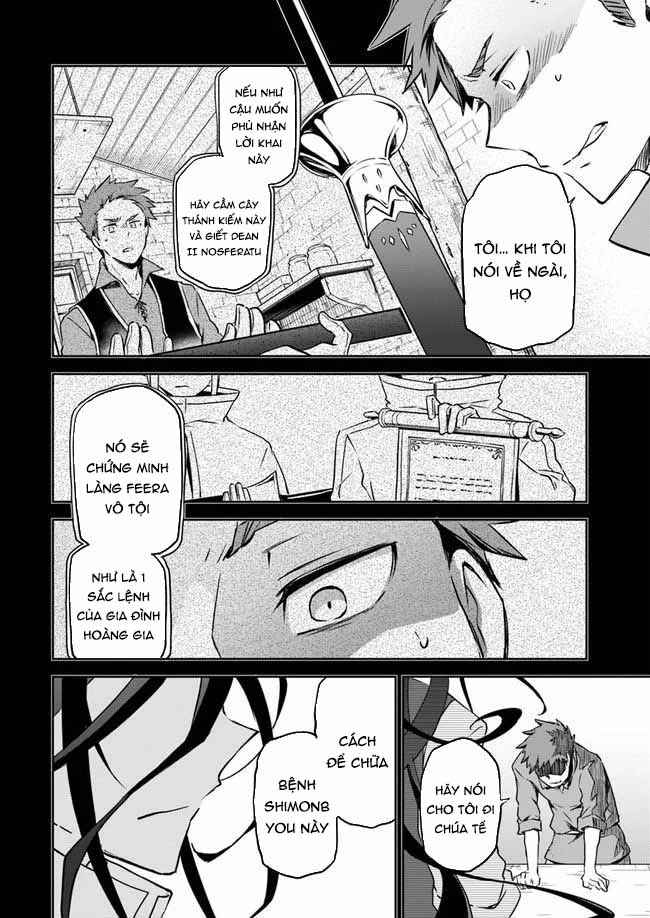 TÔI... KHI TÔI
NÓI VỀ NGÀI,
HỌ
NẾU NHƯ
CẬU MUỐN
PHỦ NHẬN
LỜI KHAI
NÀY
HÃY CẦM CÂY
THÁNH KIẾM NÀY
VÀ GIẾT DEAN
II NOSFERATU
NÓ SẼ
CHỨNG MINH
LÀNG FEERA
VÔ TỘI
NHƯ LÀ 1
SẮC LỆNH
CỦA GIA ĐÌNH
HOÀNG GIA
HÃY NÓI
CHO TÔI ĐI
CHÚA TỂ
CÁCH
ĐỂ CHỮA
BỆNH
SHIMONB
YOU NÀY